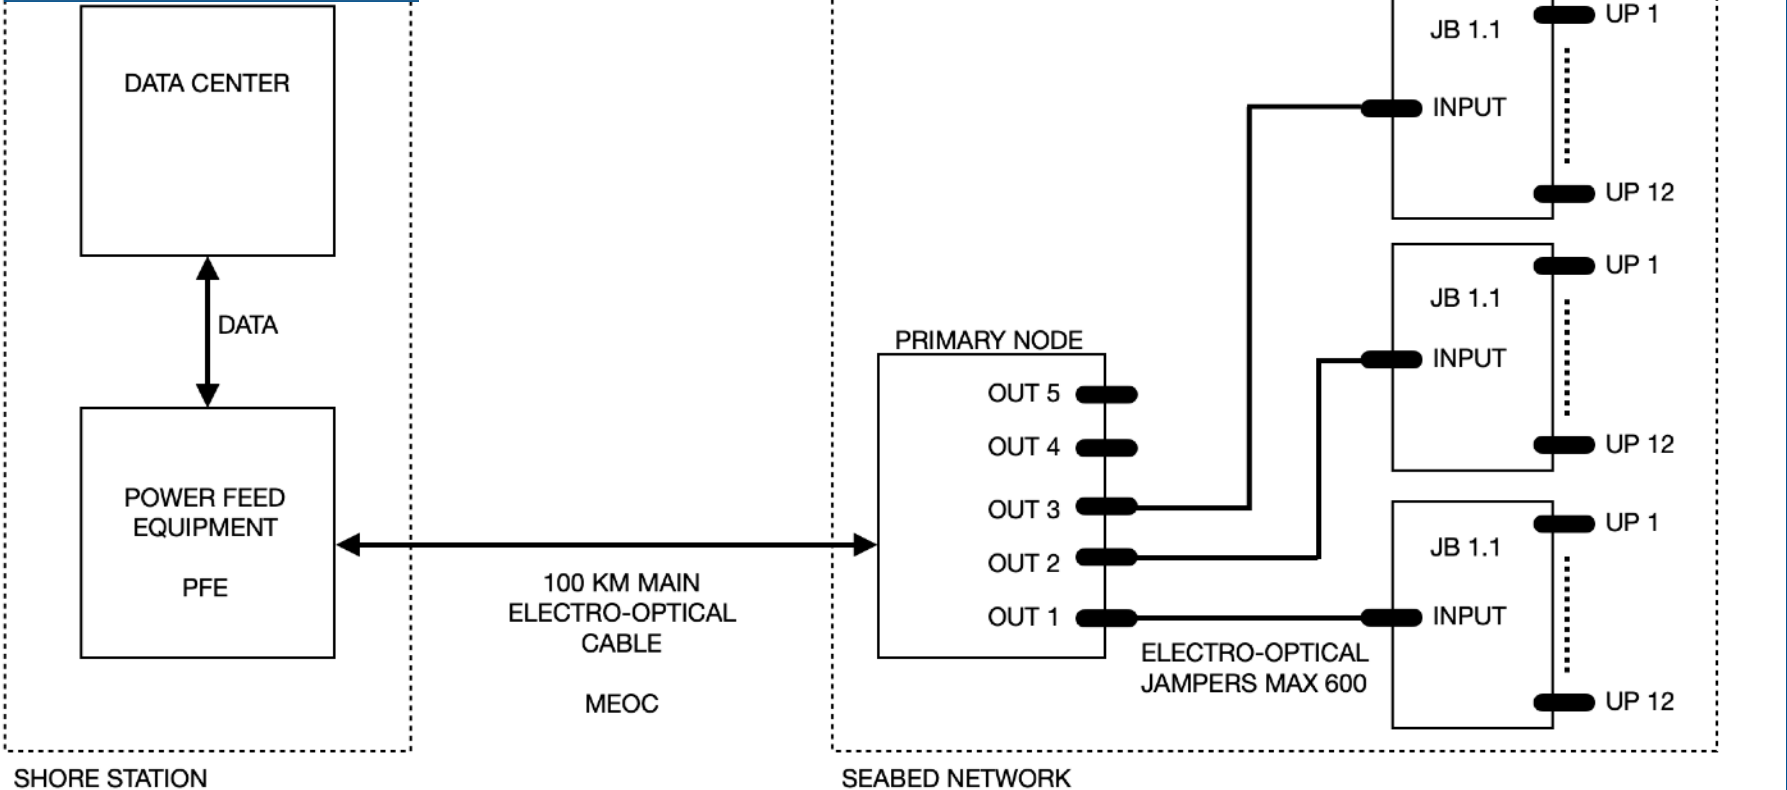 DATA CENTER
DATA
POWER FEED
EQUIPMENT
PFE
SHORE STATION
100 KM MAIN
ELECTRO-OPTICAL
CABLE
MEOC
PRIMARY NODE
OUT 5
OUT 4
OUT 3
OUT 2
OUT 1
ELECTRO-OPTICAL
JAMPERS MAX 600
JB 1.1
UP 1
INPUT
UP 12
JB 1.1
UP 1
INPUT
UP 12
JB 1.1
UP 1
INPUT
UP 12
SEABED NETWORK